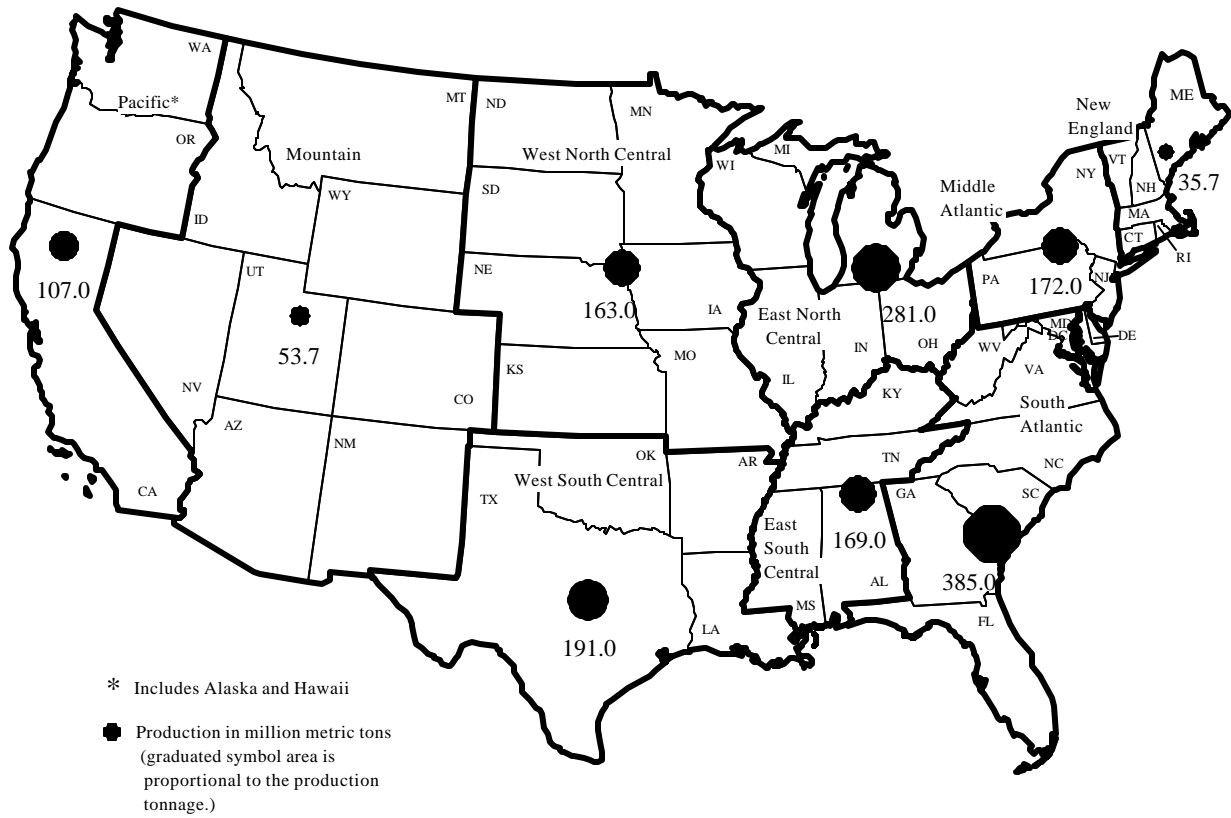 WA
ME
MT
ND
MN
New
England
Pacific*
OR
Mountain
West North Central
WI
MI
VT
NY
NH
35.7
WY
SD
Middle
Atlantic
ID
MA
CT
RI
UT
NE
PA
NJ
107.0
163.0
172.0
IA
East North
Central
281.0
MD
DC
DE
53.7
MO
IN
OH
WV
VA
KS
IL
KY
NV
CO
South
Atlantic
AZ
NM
OK
AR
TN
NC
West South Central
CA
TX
GA
SC
East
South
Central
169.0
385.0
AL
MS
FL
LA
191.0
* Includes Alaska and Hawaii
Production in million metric tons
(graduated symbol area is
proportional to the production
tonnage.)